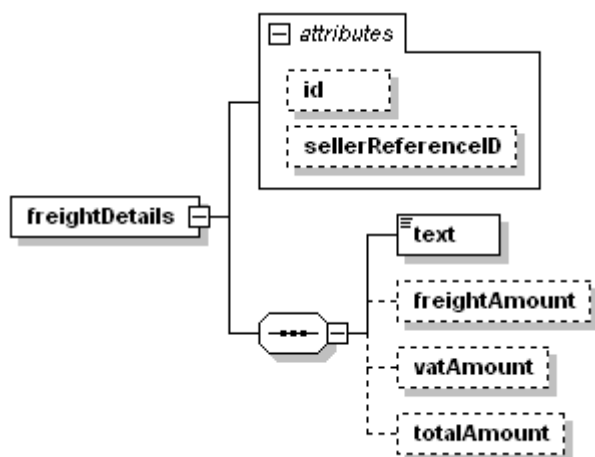 attributes
id
sellerReferenceID
freightDetails
text
freightAmount
vatAmount
totalAmount